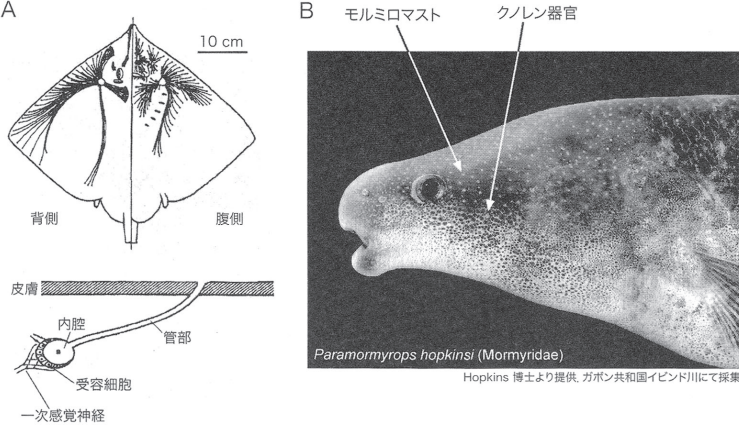 A
10 cm
背側
腹側
皮膚
内腔
管部
受容細胞
一次感覚神経
B
モルミロマスト
クノレン器官
Paramormyrops hopkinsi (Mormyridae)
Hopkins 博士より提供, ガボン共和国イビンド川にて採集